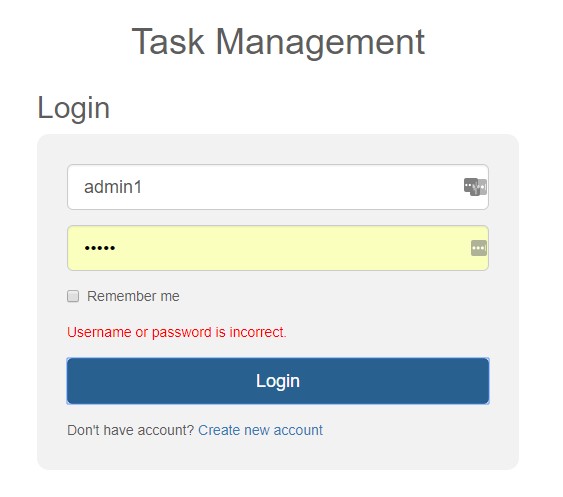 Task Management
Login
admin1
•••••
Remember me
Username or password is incorrect.
Login
Don't have account? Create new account